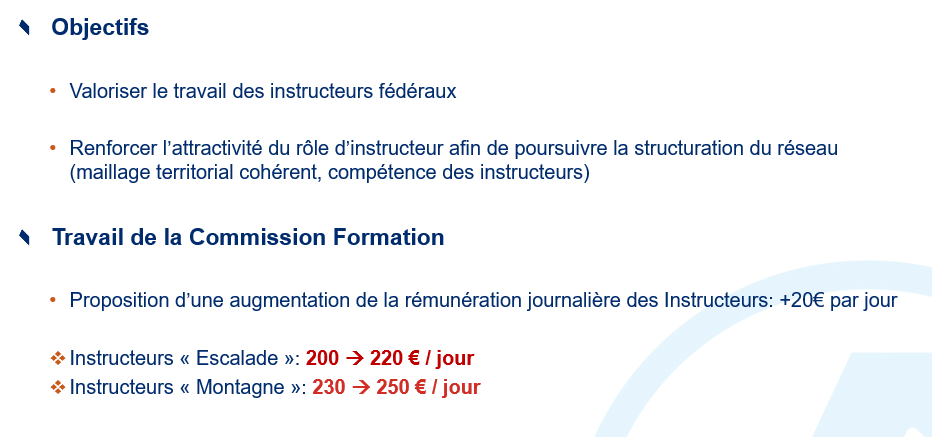 Objectifs
• Valoriser le travail des instructeurs fédéraux
• Renforcer l’attractivité du rôle d’instructeur afin de poursuivre la structuration du réseau
(maillage territorial cohérent, compétence des instructeurs)
Travail de la Commission Formation
• Proposition d’une augmentation de la rémunération journalière des Instructeurs: +20€ par jour
❖ Instructeurs « Escalade »: 200 → 220 € / jour
❖ Instructeurs « Montagne »: 230 → 250 € / jour